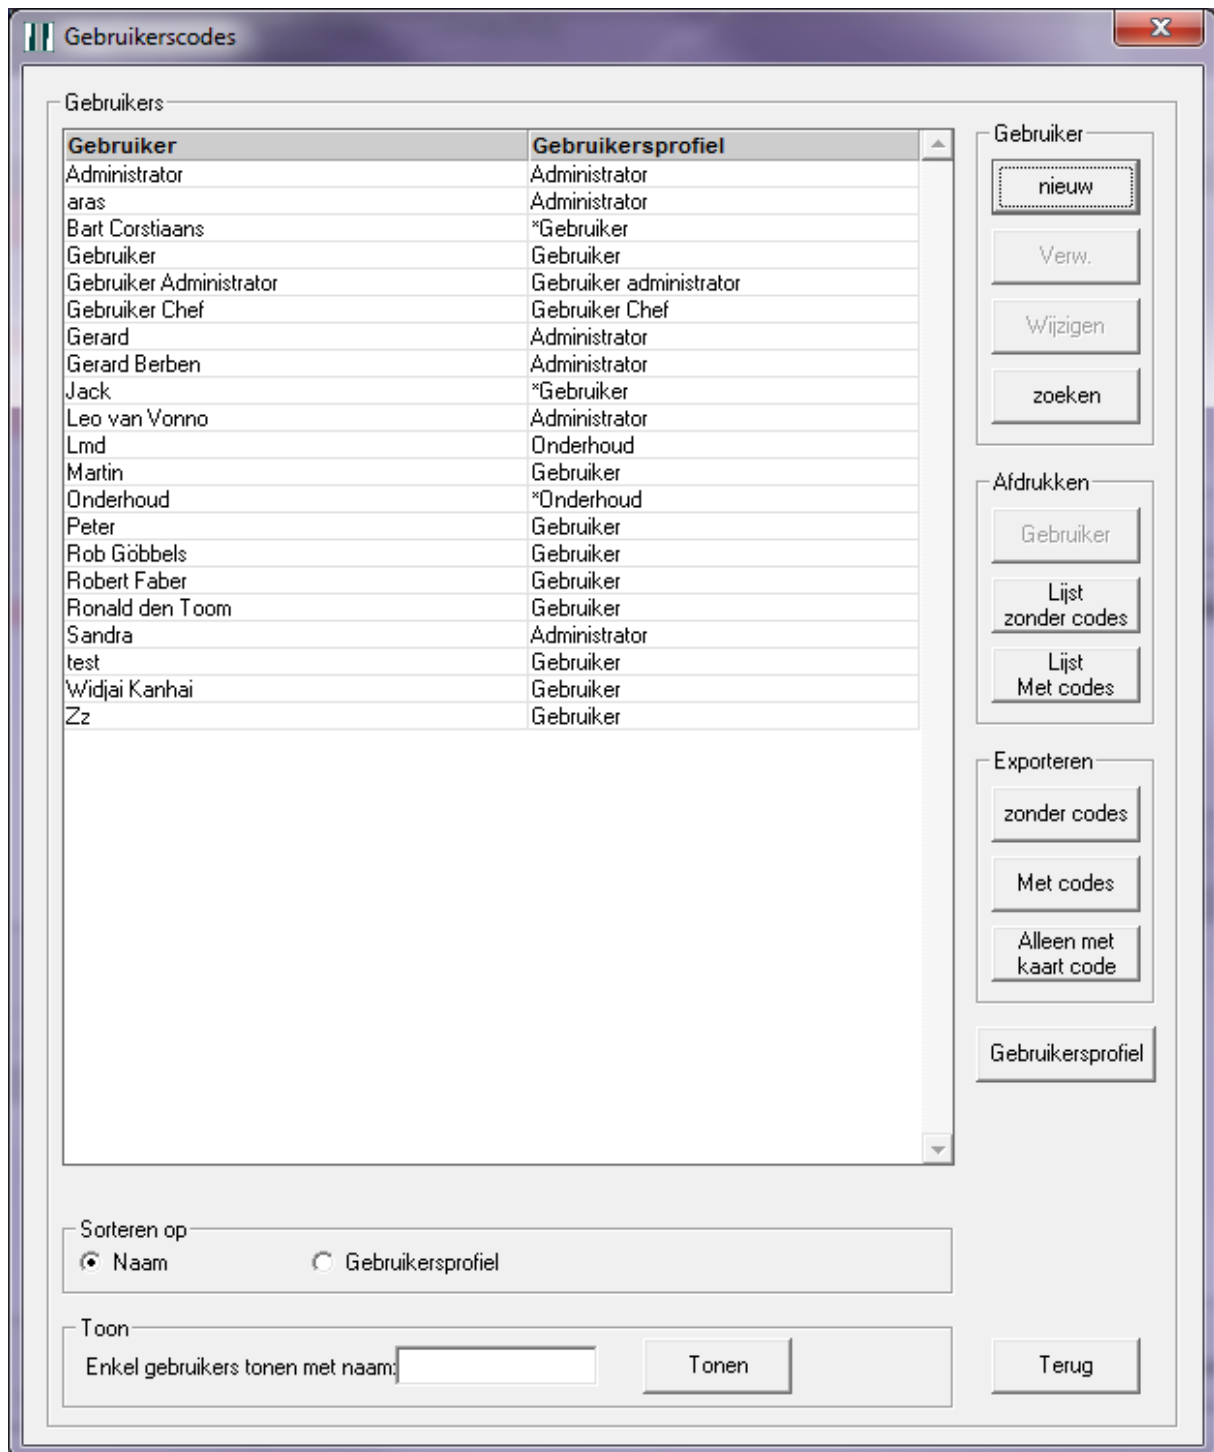 Gebruikerscodes
Gebruikers
Gebruiker Gebruikersprofiel
Administrator Administrator
aras Administrator
Bart Corstiaans *Gebruiker
Gebruiker Gebruiker
Gebruiker Administrator Gebruiker administrator
Gebruiker Chef Gebruiker Chef
Gerard Administrator
Gerard Berben Administrator
Jack *Gebruiker
Leo van Vonno Administrator
Lmd Onderhoud
Martin Gebruiker
Onderhoud *Onderhoud
Peter Gebruiker
Rob Göbbels Gebruiker
Robert Faber Gebruiker
Ronald den Toom Gebruiker
Sandra Administrator
test Gebruiker
Widjai Kanhai Gebruiker
Zz Gebruiker
Gebruiker
nieuw
Verw.
Wijzigen
zoeken
Afdrukken
Gebruiker
Lijst
zonder codes
Lijst
Met codes
Exporteren
zonder codes
Met codes
Alleen met
kaart code
Gebruikersprofiel
Sorteren op
Naam Gebruikersprofiel
Toon
Enkel gebruikers tonen met naam: Tonen
Terug